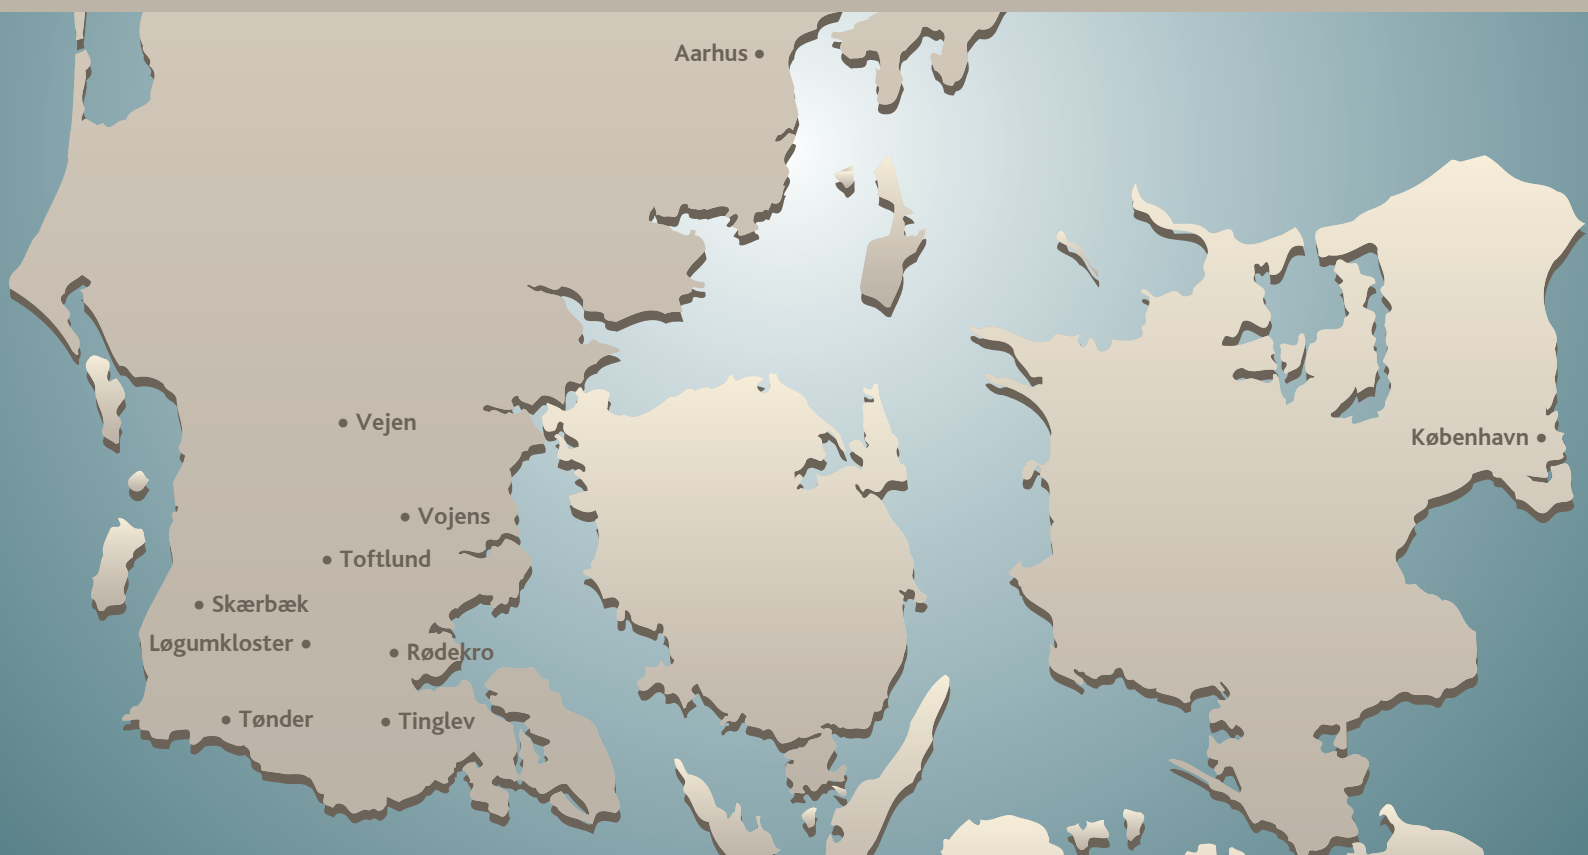 Aarhus
Vejen
København
Vojens
Toftlund
Skærbæk
Løgumkloster
Rødekro
Tønder
Tinglev